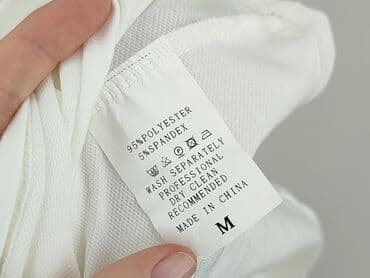 95%POLYESTER
5%SPANDEX
WASH SEPARATELY
PROFESSIONAL
DRY CLEAN
RECOMMENDED
MADE IN CHINA
M